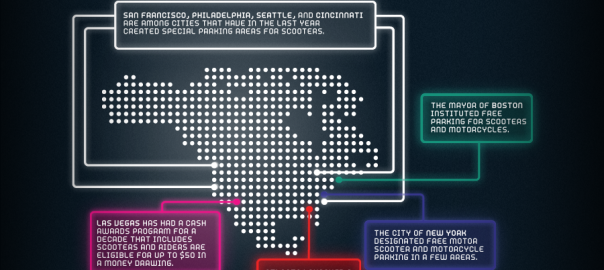 SAN FRANCISCO, PHILADELPHIA, SEATTLE, AND CINCINNATI
ARE AMONG CITIES THAT HAVE IN THE LAST YEAR
CREATED SPECIAL PARKING AREAS FOR SCOOTERS.
THE MAYOR OF BOSTON
INSTITUTED FREE
PARKING FOR SCOOTERS
AND MOTORCYCLES.
LAS VEGAS HAS HAD A CASH
AWARDS PROGRAM FOR A
DECADE THAT INCLUDES
SCOOTERS AND RIDERS ARE
ELIGIBLE FOR UP TO $50 IN
A MONEY DRAWING.
THE CITY OF NEW YORK
DESIGNATED FREE MOTOR
SCOOTER AND MOTORCYCLE
PARKING IN A FEW AREAS.